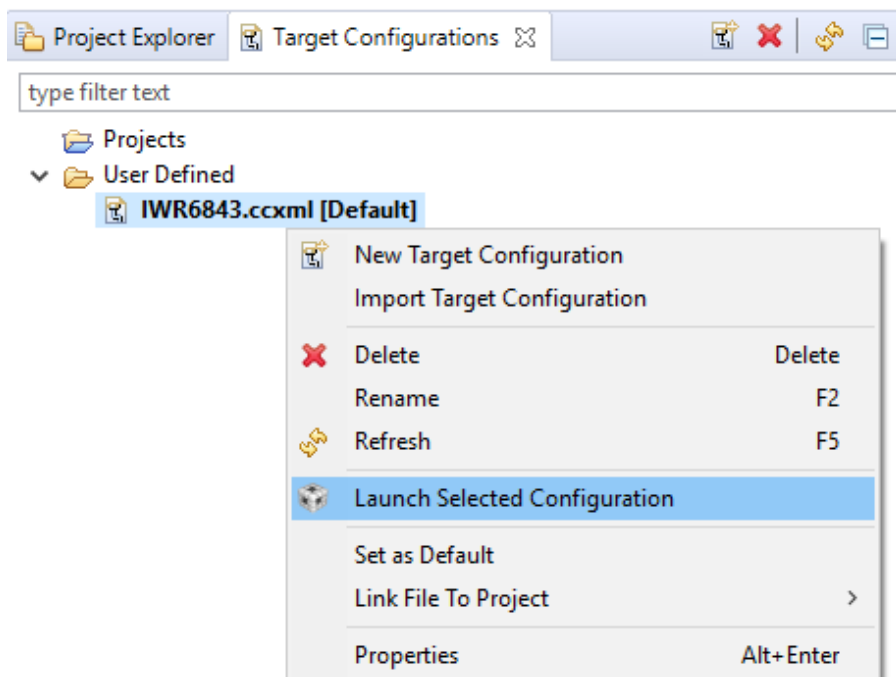 Project Explorer Target Configurations
type filter text
Projects
User Defined
IWR6843.ccxml [Default]
New Target Configuration
Import Target Configuration
Delete Delete
Rename F2
Refresh F5
Launch Selected Configuration
Set as Default
Link File To Project
Properties Alt+Enter